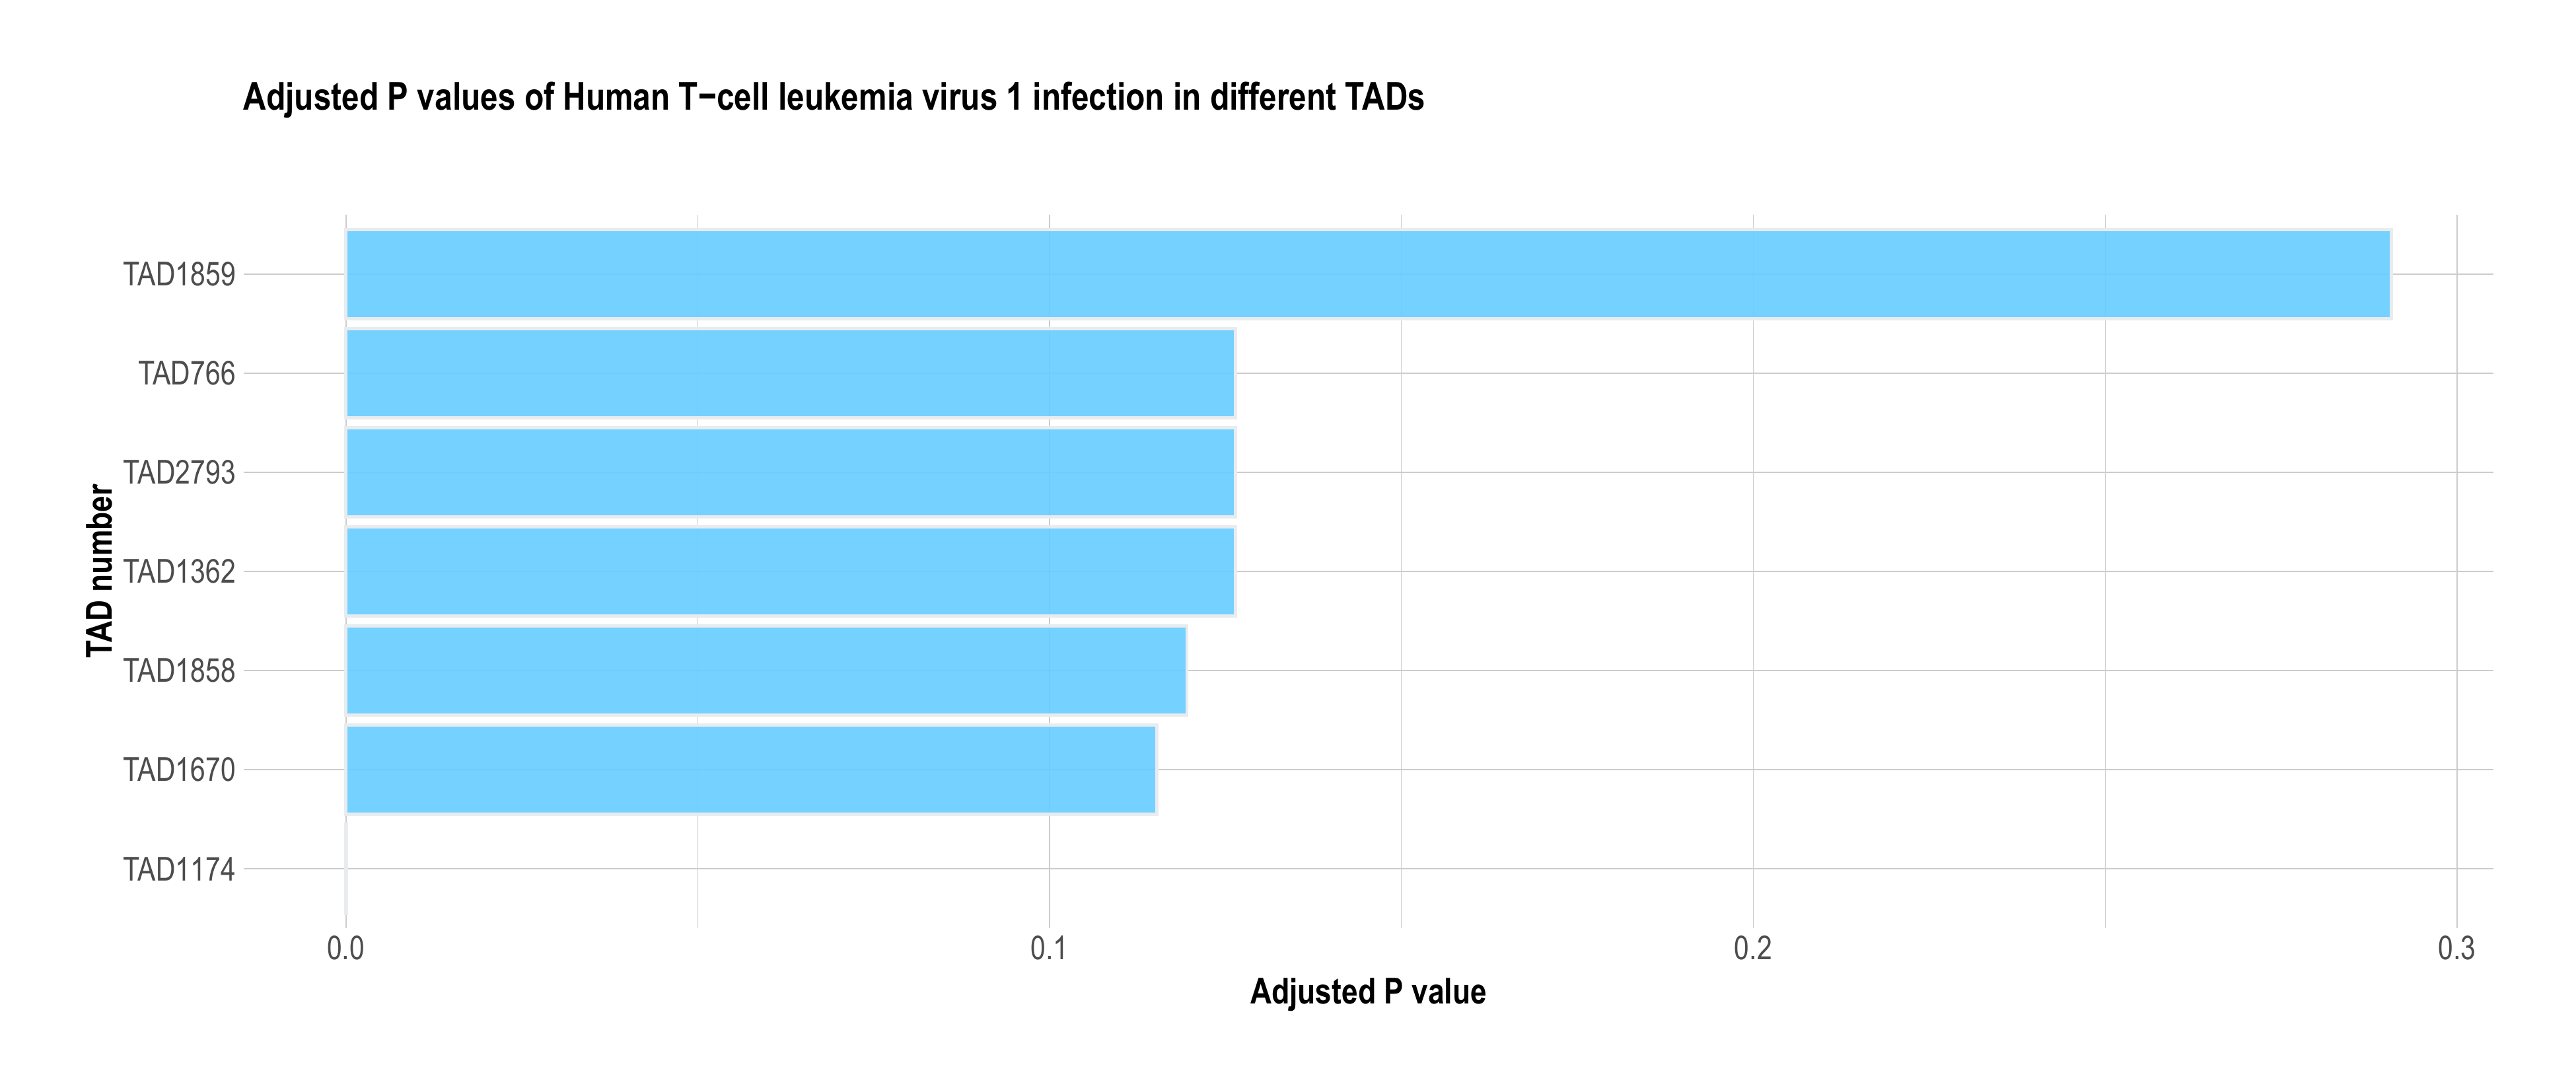 Adjusted P values of Human T−cell leukemia virus 1 infection in different TADs
TAD number
TAD1859
TAD766
TAD2793
TAD1362
TAD1858
TAD1670
TAD1174
0.0 0.1 0.2 0.3
Adjusted P value